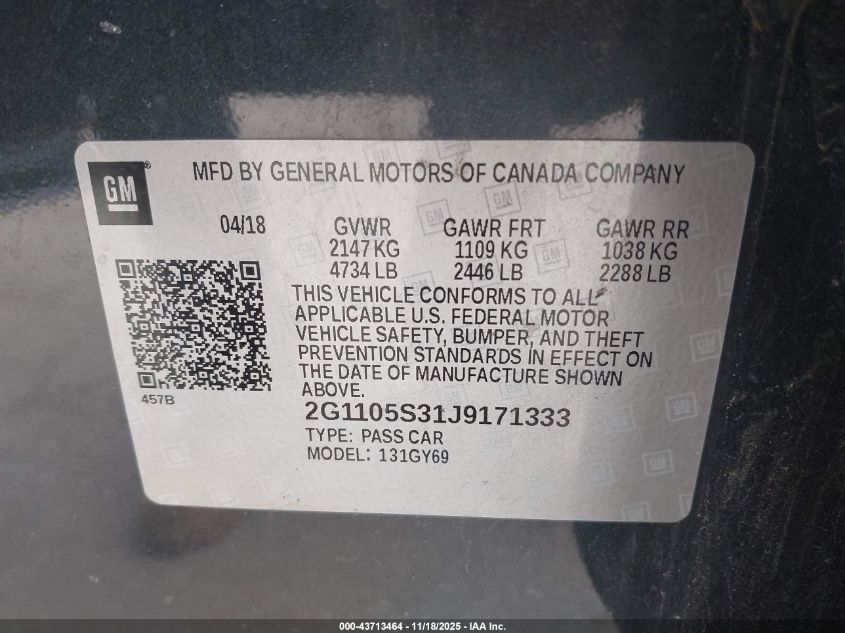 GM
MFD BY GENERAL MOTORS OF CANADA COMPANY
04/18 GVWR GAWR FRT GAWR RR
2147 KG 1109 KG 1038 KG
4734 LB 2446 LB 2288 LB
THIS VEHICLE CONFORMS TO ALL
APPLICABLE U.S. FEDERAL MOTOR
VEHICLE SAFETY, BUMPER, AND THEFT
PREVENTION STANDARDS IN EFFECT ON
THE DATE OF MANUFACTURE SHOWN
ABOVE.
457B
2G1105S31J9171333
TYPE: PASS CAR
MODEL: 131GY69
000-43713464 - 11/18/2025 - IAA Inc.